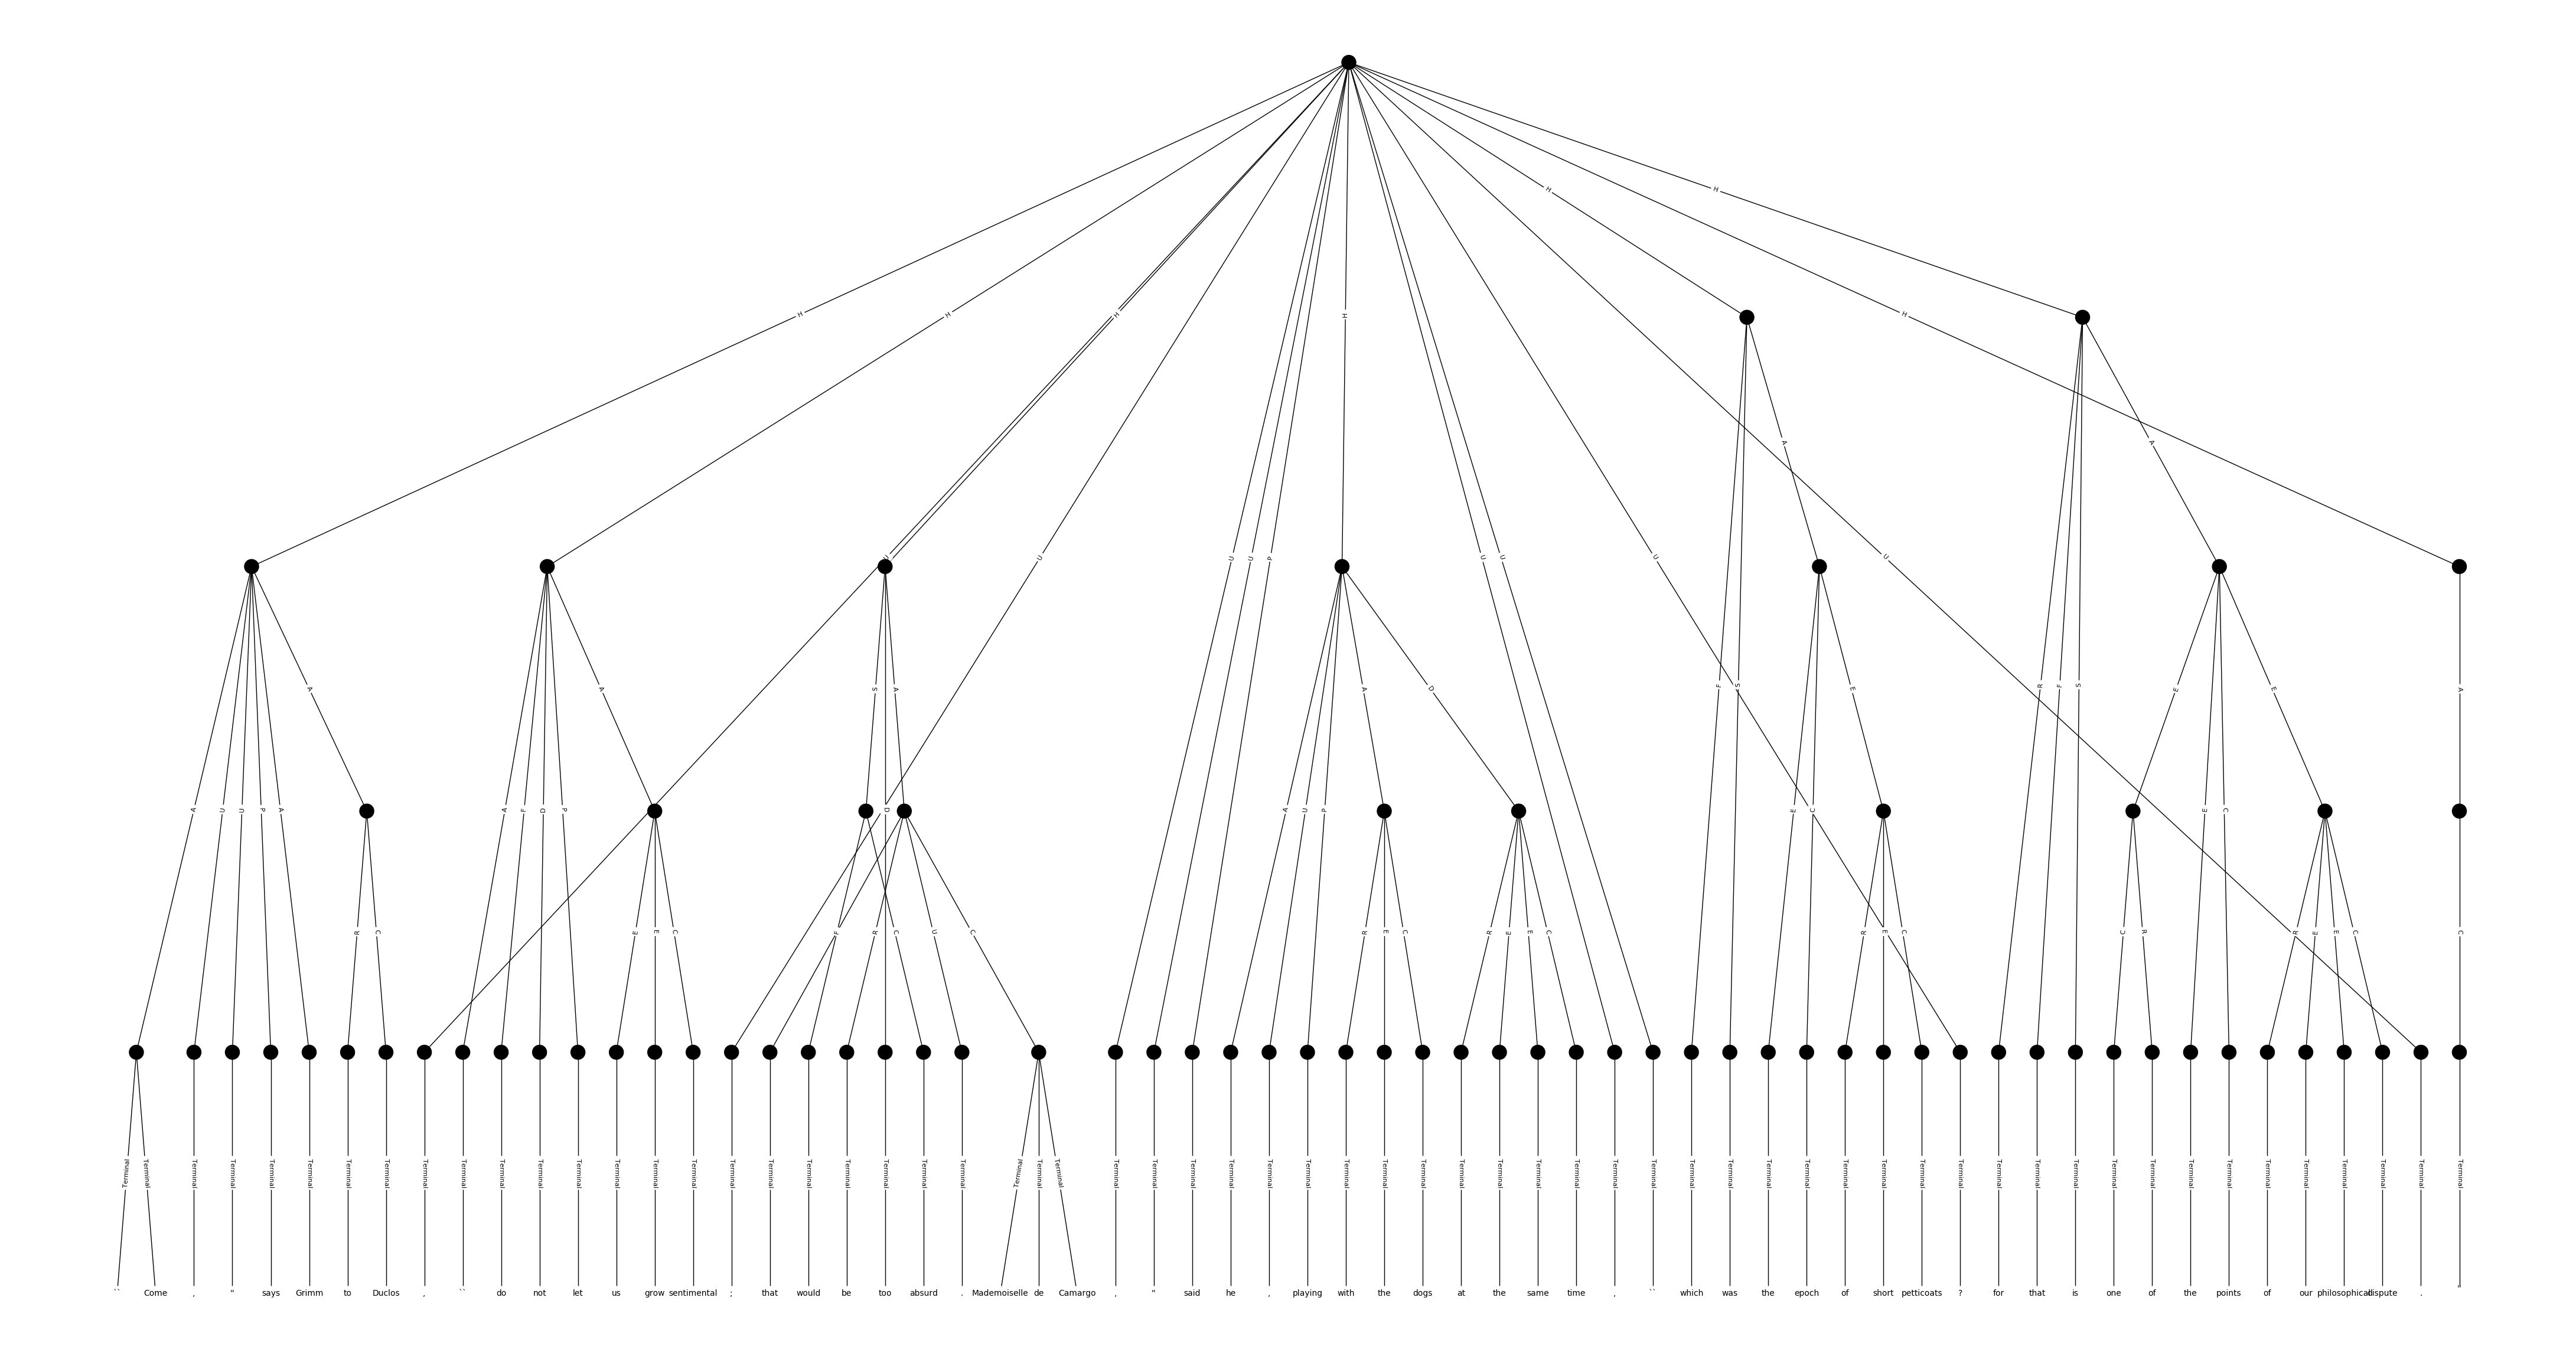 H H H H H H H H
U U U U P U U U U
F S A R F S A
A U U P A A
A F D P A
S D A
A U P A D
E C E
E E C E
A
R C
E E C
F C R U C
R E C
R E E C
R E C
C R
R E E C
C
Terminal Terminal Terminal Terminal Terminal Terminal Terminal Terminal Terminal Terminal Terminal Terminal Terminal Terminal Terminal Terminal Terminal Terminal Terminal Terminal Terminal Terminal Terminal Terminal Terminal Terminal Terminal Terminal Terminal Terminal Terminal Terminal Terminal Terminal Terminal Terminal Terminal Terminal Terminal Terminal Terminal Terminal Terminal Terminal Terminal Terminal Terminal Terminal Terminal Terminal Terminal Terminal Terminal Terminal Terminal Terminal Terminal Terminal Terminal Terminal Terminal Terminal
`` Come , " says Grimm to Duclos , `` do not let us grow sentimental ; that would be too absurd . Mademoiselle de Camargo , " said he , playing with the dogs at the same time , `` which was the epoch of short petticoats ? for that is one of the points of our philosophical dispute . "